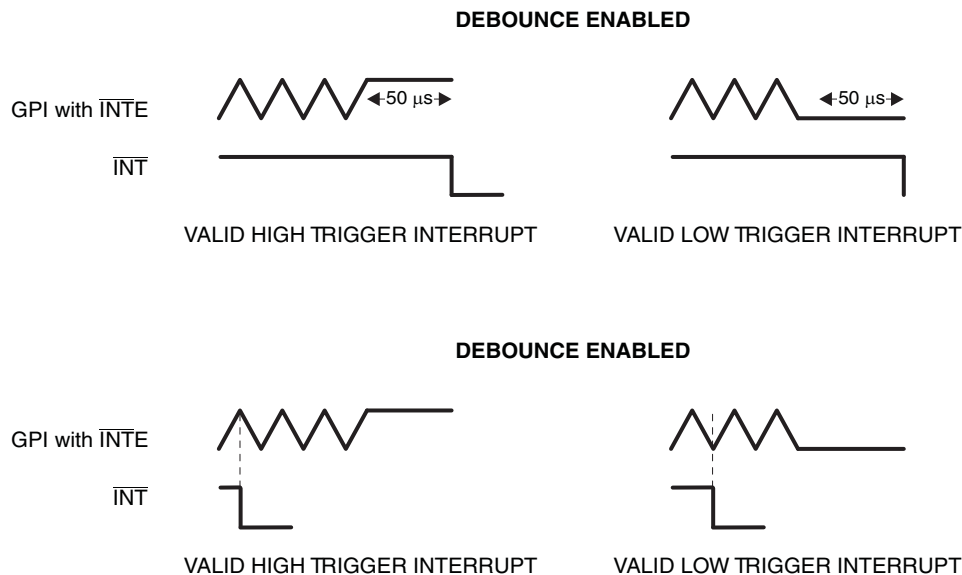 DEBOUNCE ENABLED
GPI with INTE
50 μs
50 μs
INT
VALID HIGH TRIGGER INTERRUPT
VALID LOW TRIGGER INTERRUPT
DEBOUNCE ENABLED
GPI with INTE
INT
VALID HIGH TRIGGER INTERRUPT
VALID LOW TRIGGER INTERRUPT